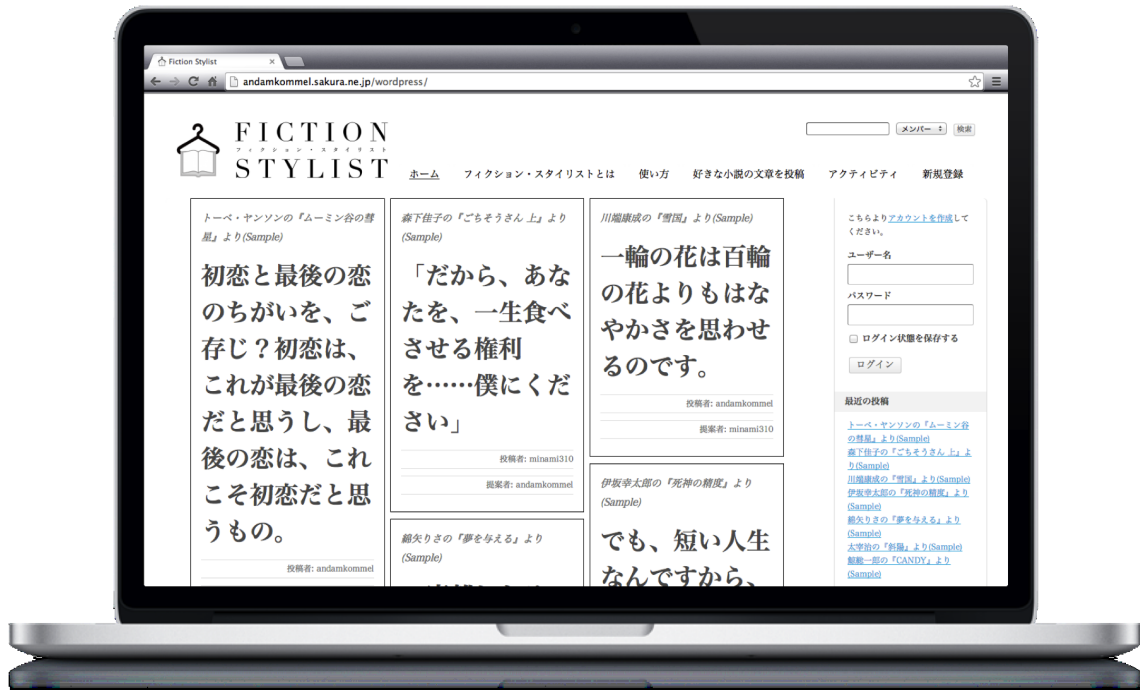 Fiction Stylist
andamkommel.sakura.ne.jp/wordpress/
FICTION
フィクション・スタイリスト
STYLIST
メンバー
検索
ホーム
フィクション・スタイリストとは
使い方
好きな小説の文章を投稿
アクティビティ
新規登録
トーベ・ヤンソンの『ムーミン谷の彗
星』より(Sample)
初恋と最後の恋
のちがいを、ご
存じ？初恋は、
これが最後の恋
だと思うし、最
後の恋は、これ
こそ初恋だと思
うもの。
投稿者: andamkommel
森下佳子の『ごちそうさん 上』より
(Sample)
「だから、あな
たを、一生食べ
させる権利
を……僕にくだ
さい」
投稿者: minami310
提案者: andamkommel
綿矢りさの『夢を与える』より
(Sample)
川端康成の『雪国』より(Sample)
一輪の花は百輪
の花よりもはな
やかさを思わせ
るのです。
投稿者: andamkommel
提案者: minami310
伊坂幸太郎の『死神の精度』より
(Sample)
でも、短い人生
なんですから、
こちらよりアカウントを作成して
ください。
ユーザー名
パスワード
ログイン状態を保存する
ログイン
最近の投稿
トーベ・ヤンソンの『ムーミン谷
の彗星』より(Sample)
森下佳子の『ごちそうさん 上』よ
り(Sample)
川端康成の『雪国』より(Sample)
伊坂幸太郎の『死神の精度』より
(Sample)
綿矢りさの『夢を与える』より
(Sample)
太宰治の『斜陽』より(Sample)
鯨統一郎の『CANDY』より
(Sample)